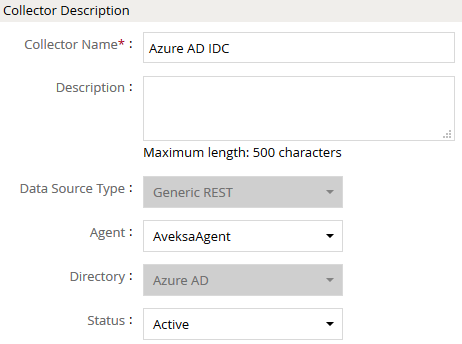 Collector Description
Collector Name* : Azure AD IDC
Description :
Maximum length: 500 characters
Data Source Type : Generic REST
Agent : AveksaAgent
Directory : Azure AD
Status : Active